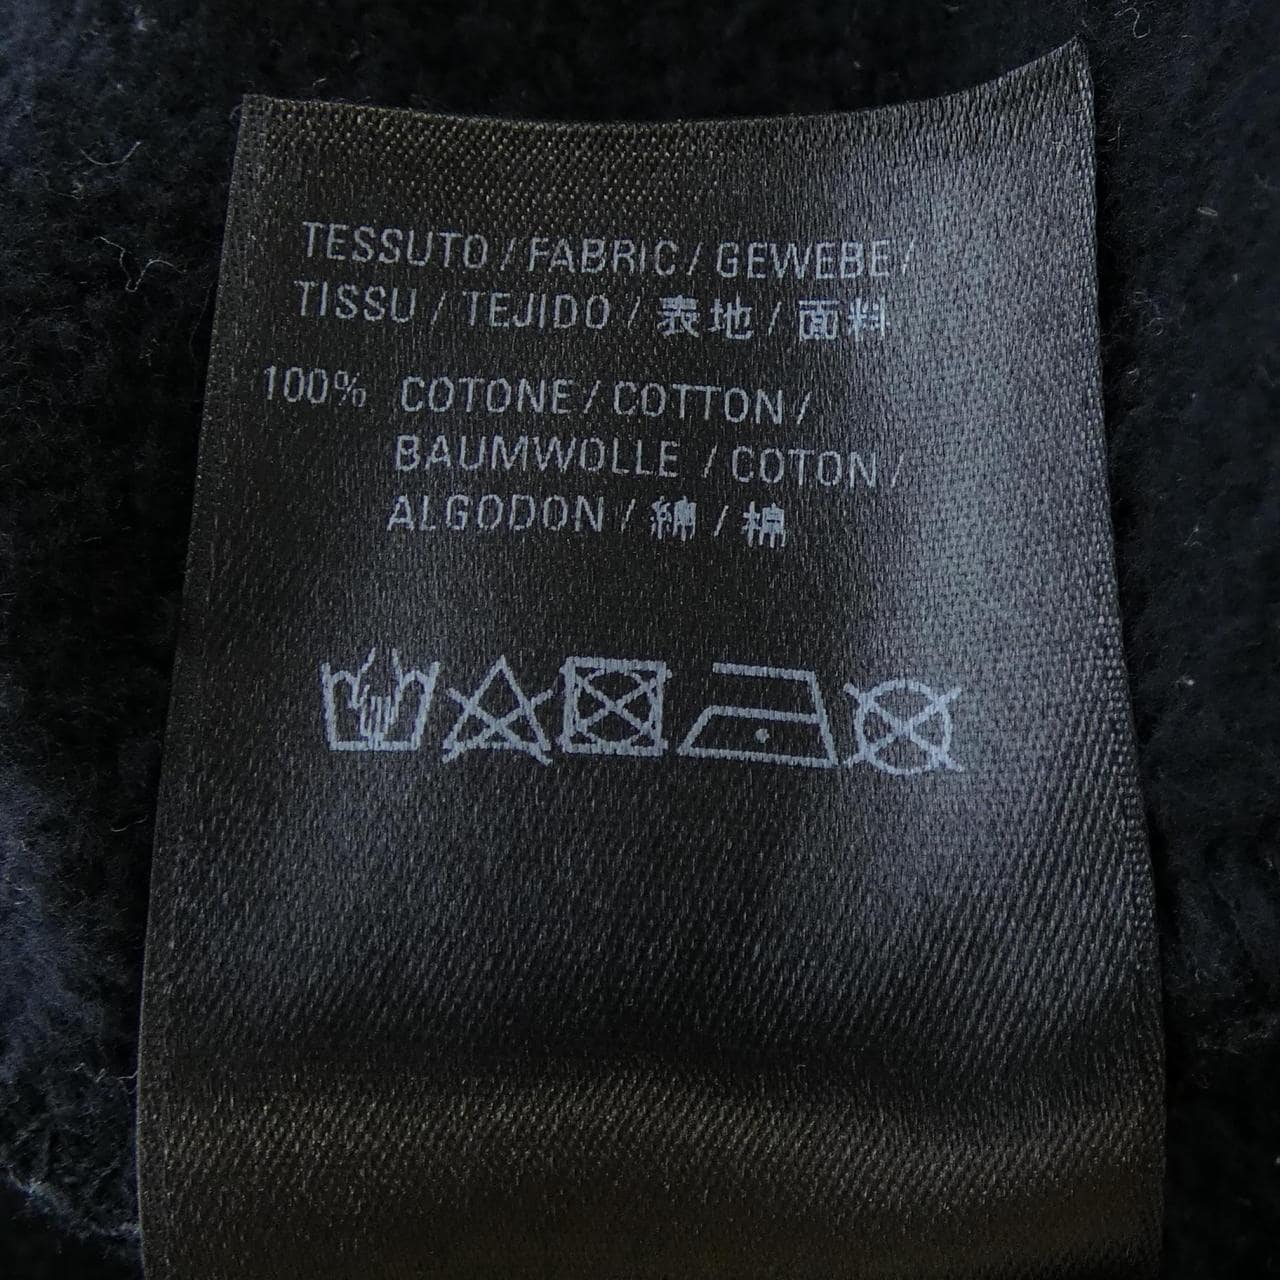 TESSUTO / FABRIC / GEWEBE /
TISSU / TEJIDO / 表地 / 面料
100% COTONE / COTTON /
BAUMWOLLE / COTON /
ALGODON / 綿 / 棉